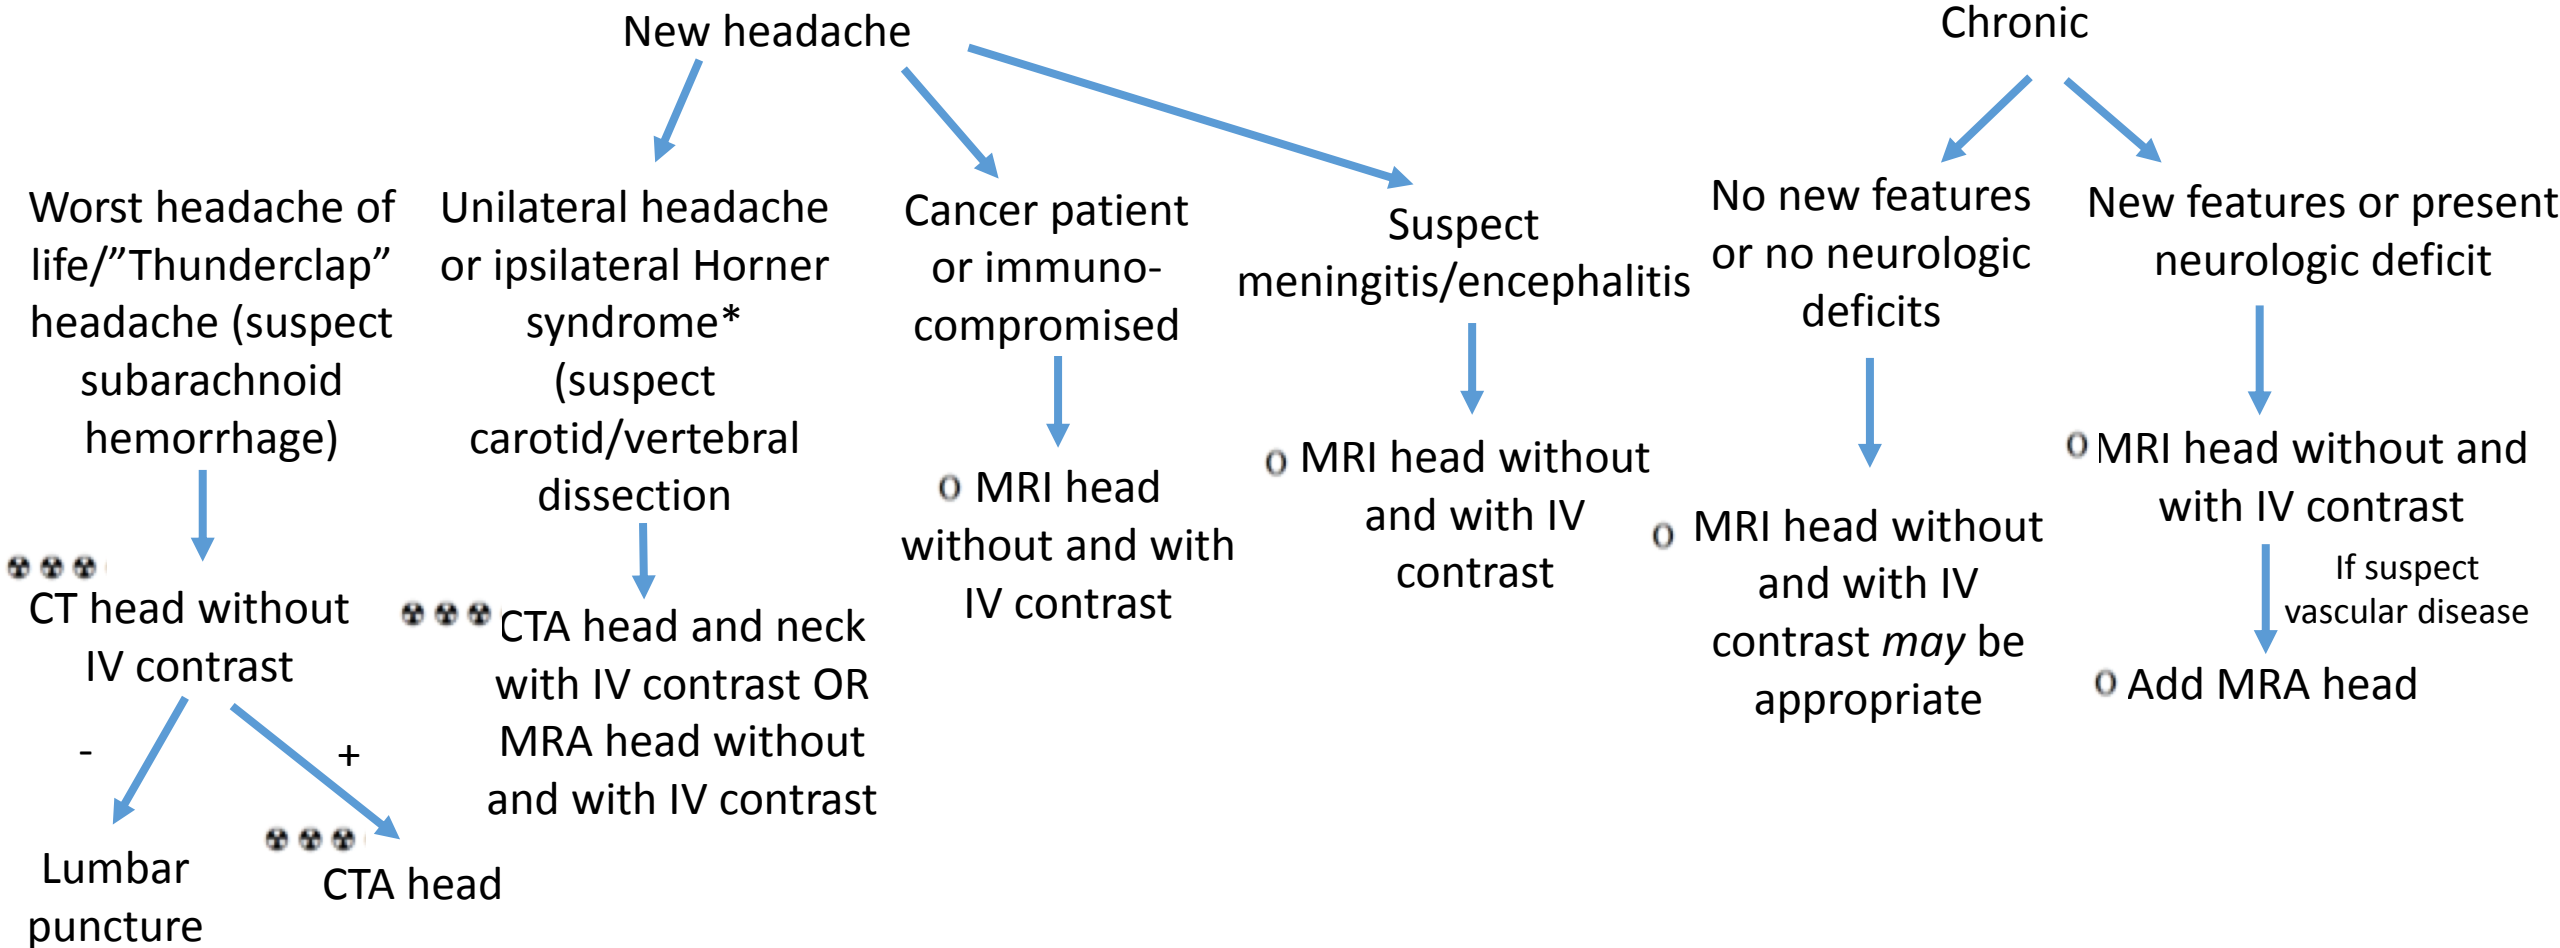 New headache
Chronic
Worst headache of
life/”Thunderclap”
headache (suspect
subarachnoid
hemorrhage)
Unilateral headache
or ipsilateral Horner
syndrome*
(suspect
carotid/vertebral
dissection
Cancer patient
or immuno-
compromised
Suspect
meningitis/encephalitis
No new features
or no neurologic
deficits
New features or present
neurologic deficit
CT head without
IV contrast
-
+
Lumbar
puncture
CTA head
CTA head and neck
with IV contrast OR
MRA head without
and with IV contrast
O MRI head
without and with
IV contrast
O MRI head without
and with IV
contrast
O MRI head without
and with IV
contrast may be
appropriate
O MRI head without and
with IV contrast
If suspect
vascular disease
O Add MRA head